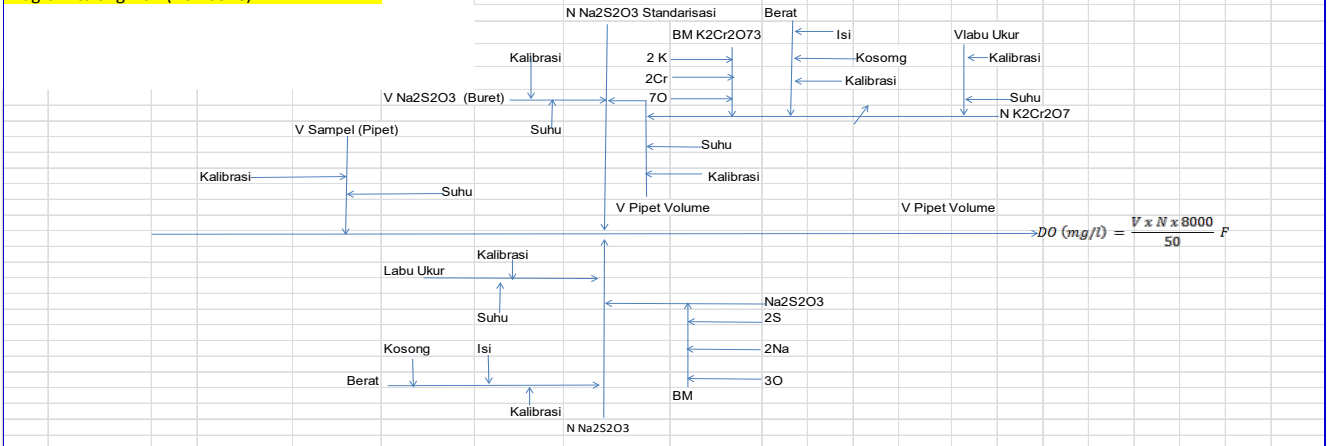 N Na2S2O3 Standarisasi
Berat
BM K2Cr2O73
Isi
Vlabu Ukur
Kalibrasi
2 K
Kosomg
Kalibrasi
2Cr
Kalibrasi
V Na2S2O3 (Buret)
7O
Suhu
N K2Cr2O7
V Sampel (Pipet)
Suhu
Suhu
Kalibrasi
Kalibrasi
Suhu
V Pipet Volume
V Pipet Volume
DO (mg/l) = V x N x 8000 / 50 F
Kalibrasi
Labu Ukur
Na2S2O3
Suhu
2S
Kosong
Isi
2Na
Berat
3O
BM
Kalibrasi
N Na2S2O3